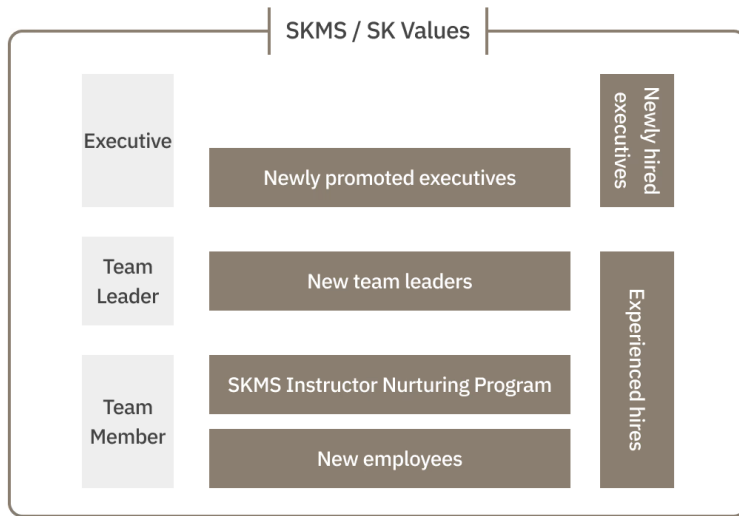 SKMS / SK Values
Executive
Newly promoted executives
Newly hired
executives
Team
Leader
New team leaders
Experienced hires
Team
Member
SKMS Instructor Nurturing Program
New employees